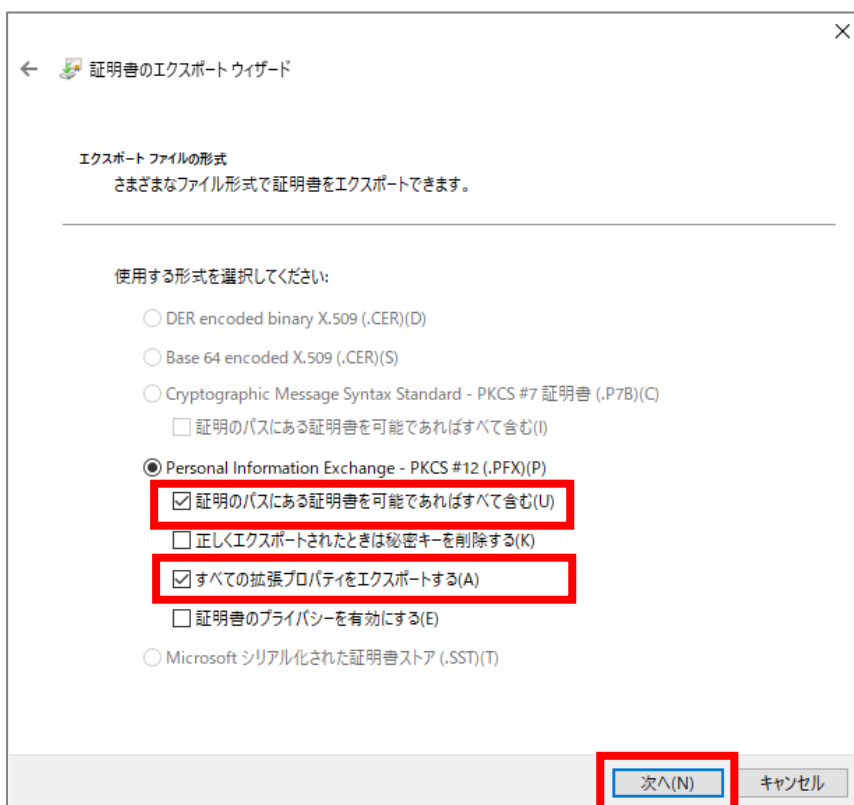 証明書のエクスポート ウィザード
エクスポート ファイルの形式
さまざまなファイル形式で証明書をエクスポートできます。
使用する形式を選択してください:
DER encoded binary X.509 (.CER)(D)
Base 64 encoded X.509 (.CER)(S)
Cryptographic Message Syntax Standard - PKCS #7 証明書 (.P7B)(C)
証明のパスにある証明書を可能であればすべて含む(I)
Personal Information Exchange - PKCS #12 (.PFX)(P)
証明のパスにある証明書を可能であればすべて含む(U)
正しくエクスポートされたときは秘密キーを削除する(K)
すべての拡張プロパティをエクスポートする(A)
証明書のプライバシーを有効にする(E)
Microsoft シリアル化された証明書ストア (.SST)(T)
次へ(N) キャンセル